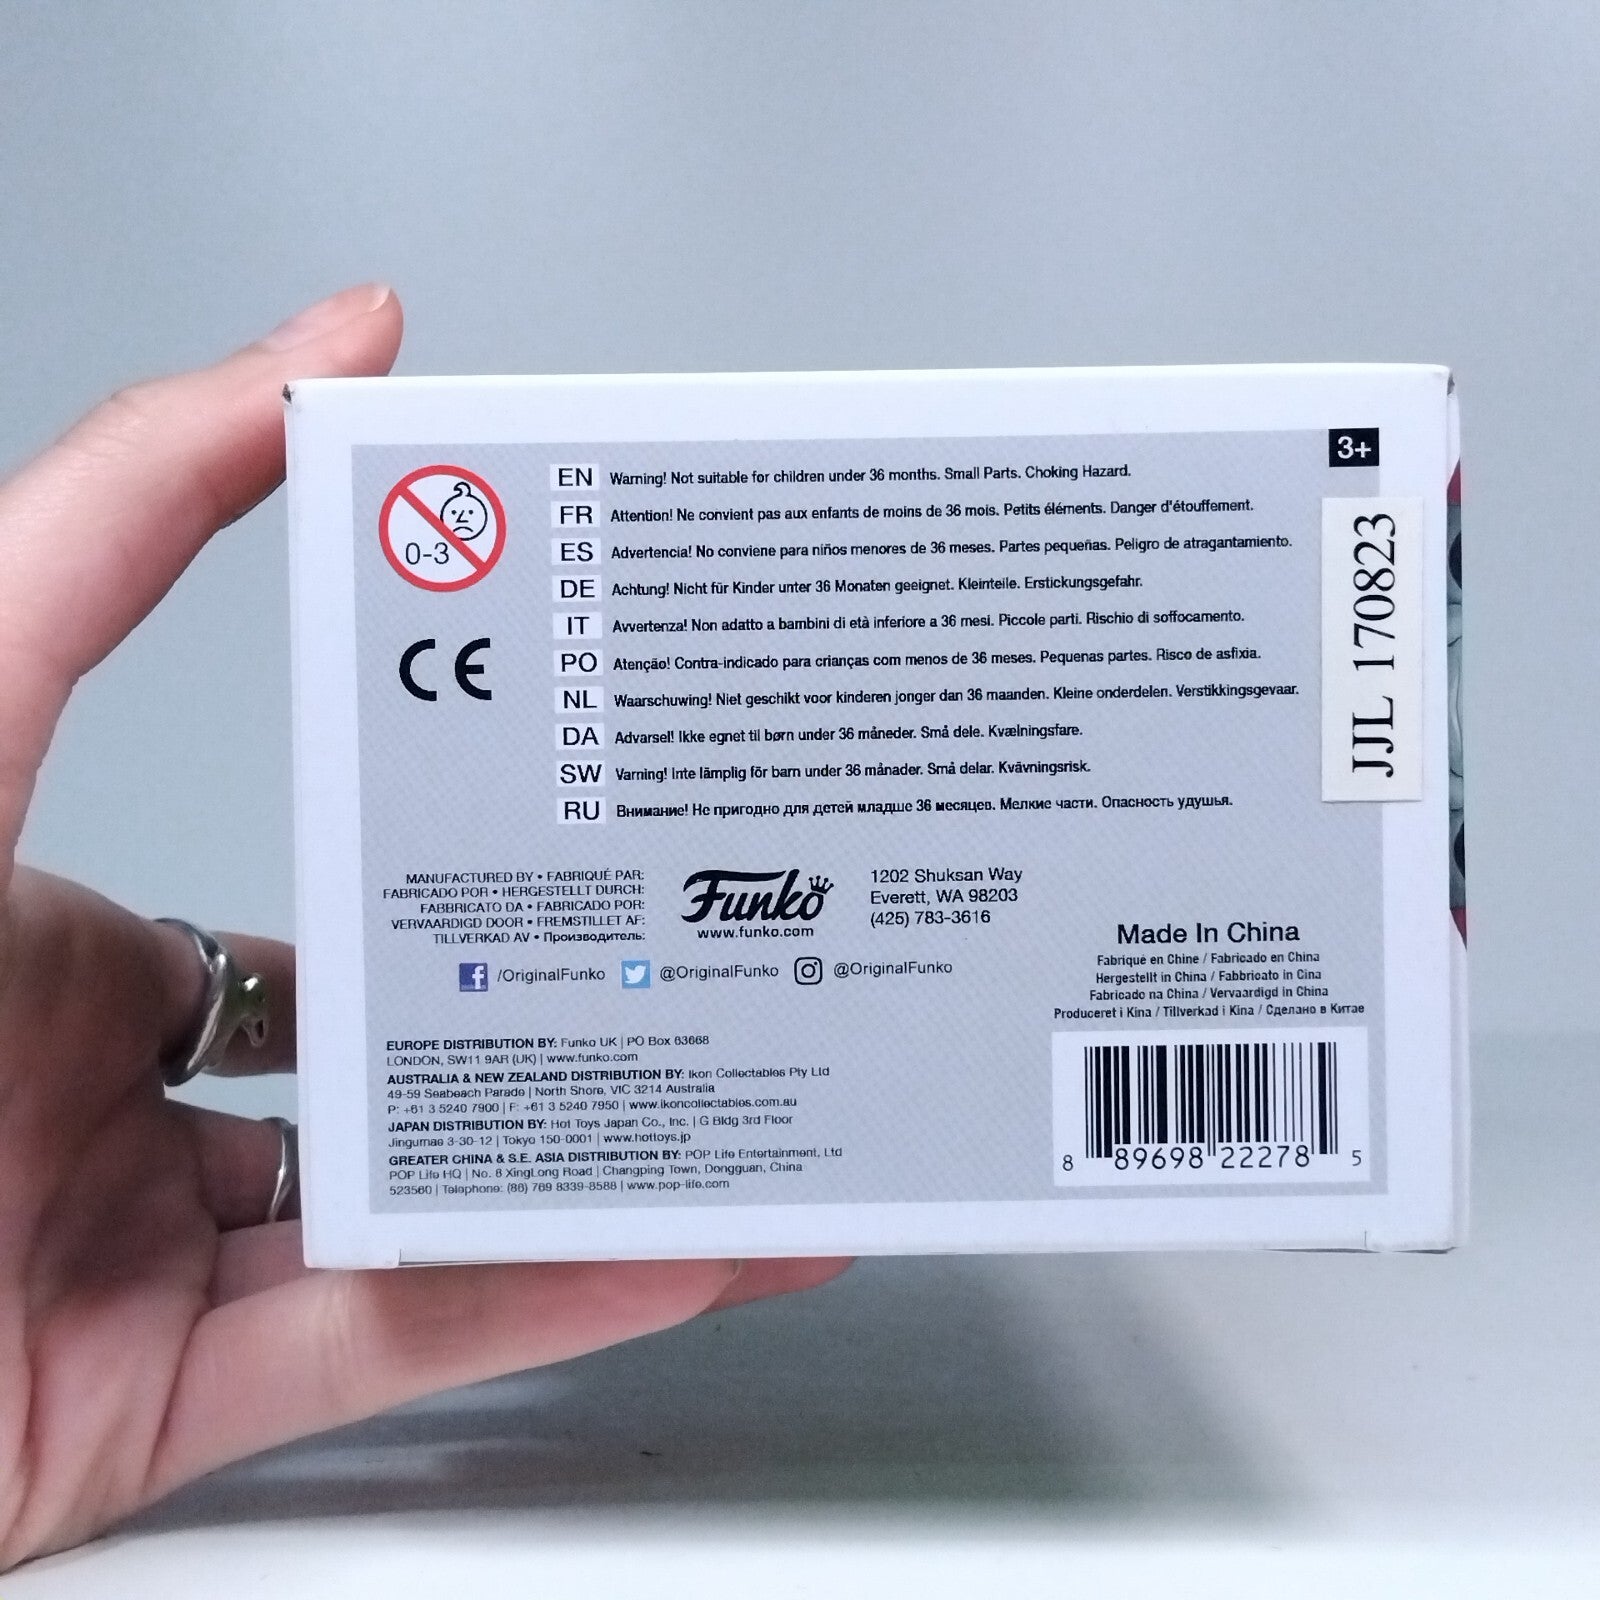 3+
0-3
EN Warning! Not suitable for children under 36 months. Small Parts. Choking Hazard.
FR Attention! Ne convient pas aux enfants de moins de 36 mois. Petits éléments. Danger d'étouffement.
ES Advertencia! No conviene para niños menores de 36 meses. Partes pequeñas. Peligro de atragantamiento.
DE Achtung! Nicht für Kinder unter 36 Monaten geeignet. Kleinteile. Erstickungsgefahr.
IT Avvertenza! Non adatto a bambini di età inferiore a 36 mesi. Piccole parti. Rischio di soffocamento.
PO Atenção! Contra-indicado para crianças com menos de 36 meses. Pequenas partes. Risco de asfixia.
NL Waarschuwing! Niet geschikt voor kinderen jonger dan 36 maanden. Kleine onderdelen. Verstikkingsgevaar.
DA Advarsel! Ikke egnet til børn under 36 måneder. Små dele. Kvælningsfare.
SW Varning! Inte lämplig för barn under 36 månader. Små delar. Kvävningsrisk.
RU Внимание! Не пригодно для детей младше 36 месяцев. Мелкие части. Опасность удушья.
CE
JJL 170823
MANUFACTURED BY • FABRIQUÉ PAR:
FABRICADO POR • HERGESTELLT DURCH:
FABBRICATO DA • FABRICADO POR:
VERVAARDIGD DOOR • FREMSTILLET AF:
TILLVERKAD AV • Производитель:
Funko
www.funko.com
1202 Shuksan Way
Everett, WA 98203
(425) 783-3616
f /OriginalFunko @OriginalFunko @OriginalFunko
Made In China
Fabriqué en Chine / Fabricado en China
Hergestellt in China / Fabbricato in Cina
Fabricado na China / Vervaardigd in China
Produceret i Kina / Tillverkad i Kina / Сделано в Китае
EUROPE DISTRIBUTION BY: Funko UK | PO Box 63668
LONDON, SW11 9AR (UK) | www.funko.com
AUSTRALIA & NEW ZEALAND DISTRIBUTION BY: Ikon Collectables Pty Ltd
49-59 Seabeach Parade | North Shore, VIC 3214 Australia
P: +61 3 5240 7900 | F: +61 3 5240 7950 | www.ikoncollectables.com.au
JAPAN DISTRIBUTION BY: Hot Toys Japan Co., Inc. | G Bldg 3rd Floor
Jingumae 3-30-12 | Tokyo 150-0001 | www.hottoys.jp
GREATER CHINA & S.E. ASIA DISTRIBUTION BY: POP Life Entertainment, Ltd
POP Life HQ | No. 8 XingLong Road | Changping Town, Dongguan, China
523560 | Telephone: (86) 769 8339-8588 | www.pop-life.com
8 89698 22278 5